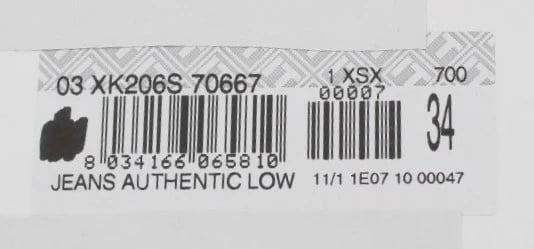 03 XK206S 70667 1 XSX 700
00007
34
8 034166 065810
JEANS AUTHENTIC LOW 11/1 1E07 10 00047